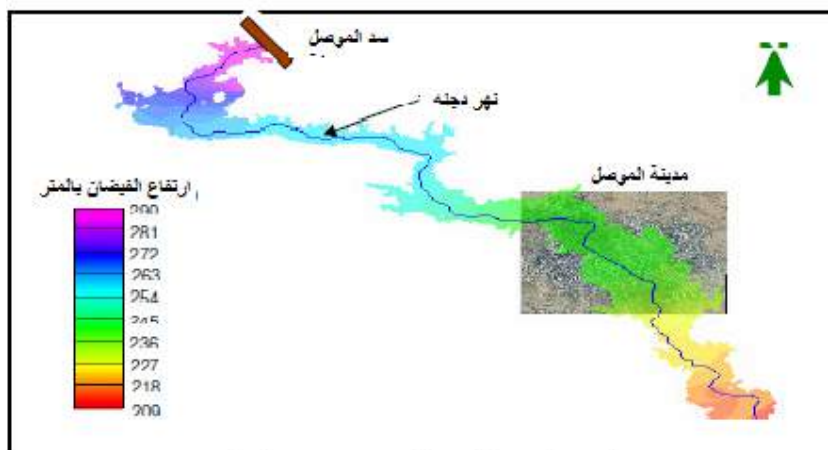 سد الموصل
نهر دجله
مدينة الموصل
ارتفاع الفيضان بالمتر
290
281
272
263
254
245
236
227
218
209